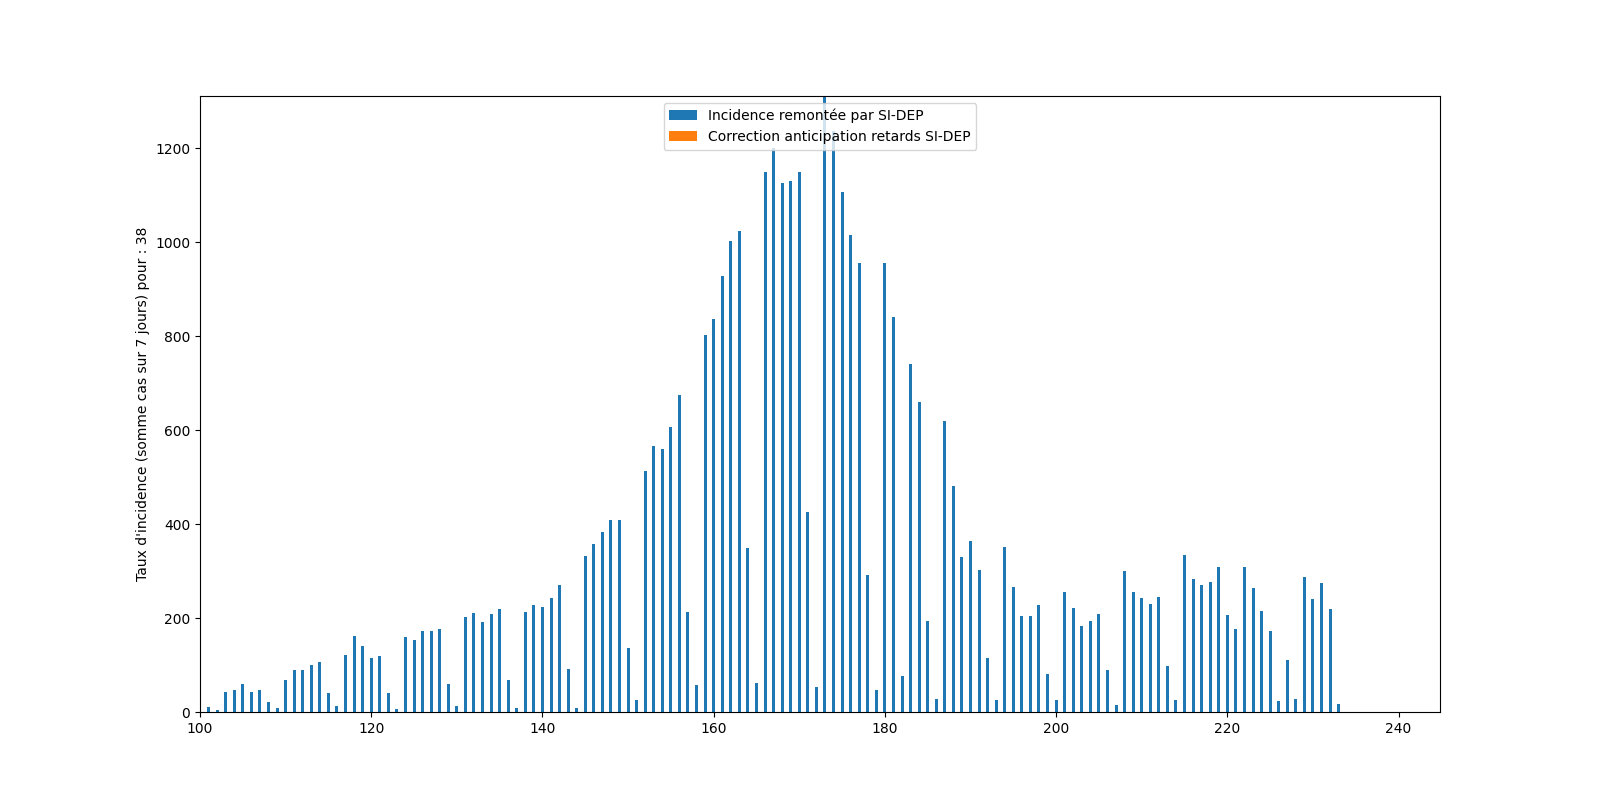 Incidence remontée par SI-DEP
Correction anticipation retards SI-DEP
Taux d'incidence (somme cas sur 7 jours) pour : 38
1200
1000
800
600
400
200
0
100 120 140 160 180 200 220 240